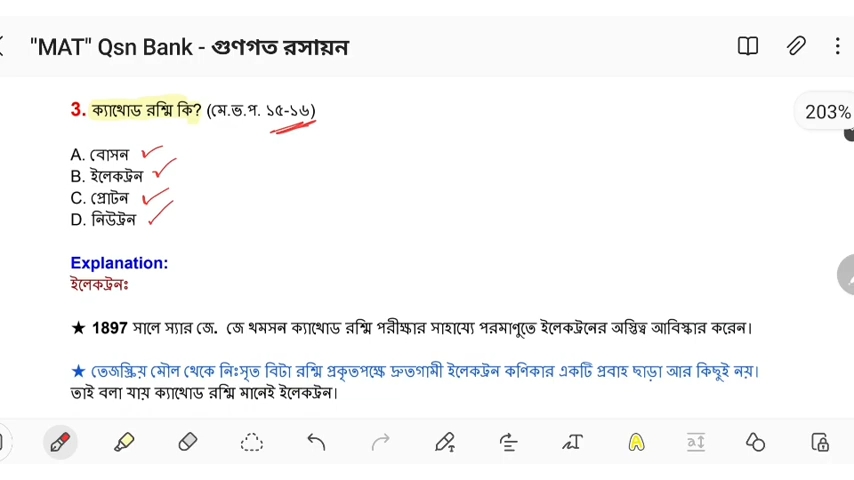 "MAT" Qsn Bank - গুণগত রসায়ন
203%
3. ক্যাথোড রশ্মি কি? (মে.ভ.প. ১৫-১৬)
A. বোসন
B. ইলেকট্রন
C. প্রোটন
D. নিউট্রন
Explanation:
ইলেকট্রনঃ
★ 1897 সালে স্যার জে. জে থমসন ক্যাথোড রশ্মি পরীক্ষার সাহায্যে পরমাণুতে ইলেকট্রনের অস্তিত্ব আবিস্কার করেন।
★ তেজস্ক্রিয় মৌল থেকে নিঃসৃত বিটা রশ্মি প্রকৃতপক্ষে দ্রুতগামী ইলেকট্রন কণিকার একটি প্রবাহ ছাড়া আর কিছুই নয়।
তাই বলা যায় ক্যাথোড রশ্মি মানেই ইলেকট্রন।